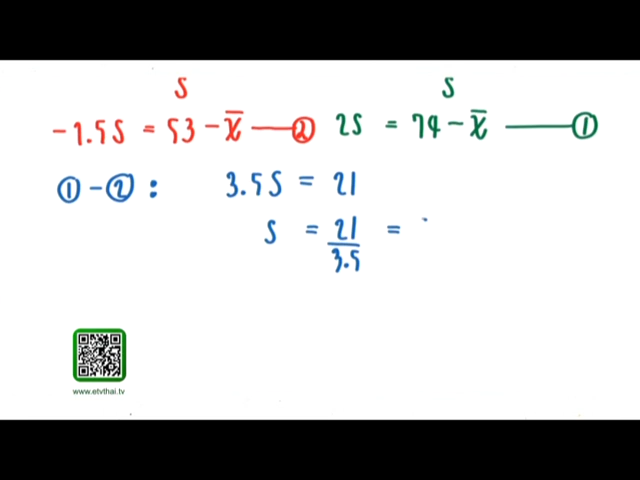 S S
-1.5S = 53 - x̄ — ② 2S = 74 - x̄ — ①
① - ② : 3.5S = 21
S = 21/3.5 =
www.etvthai.tv